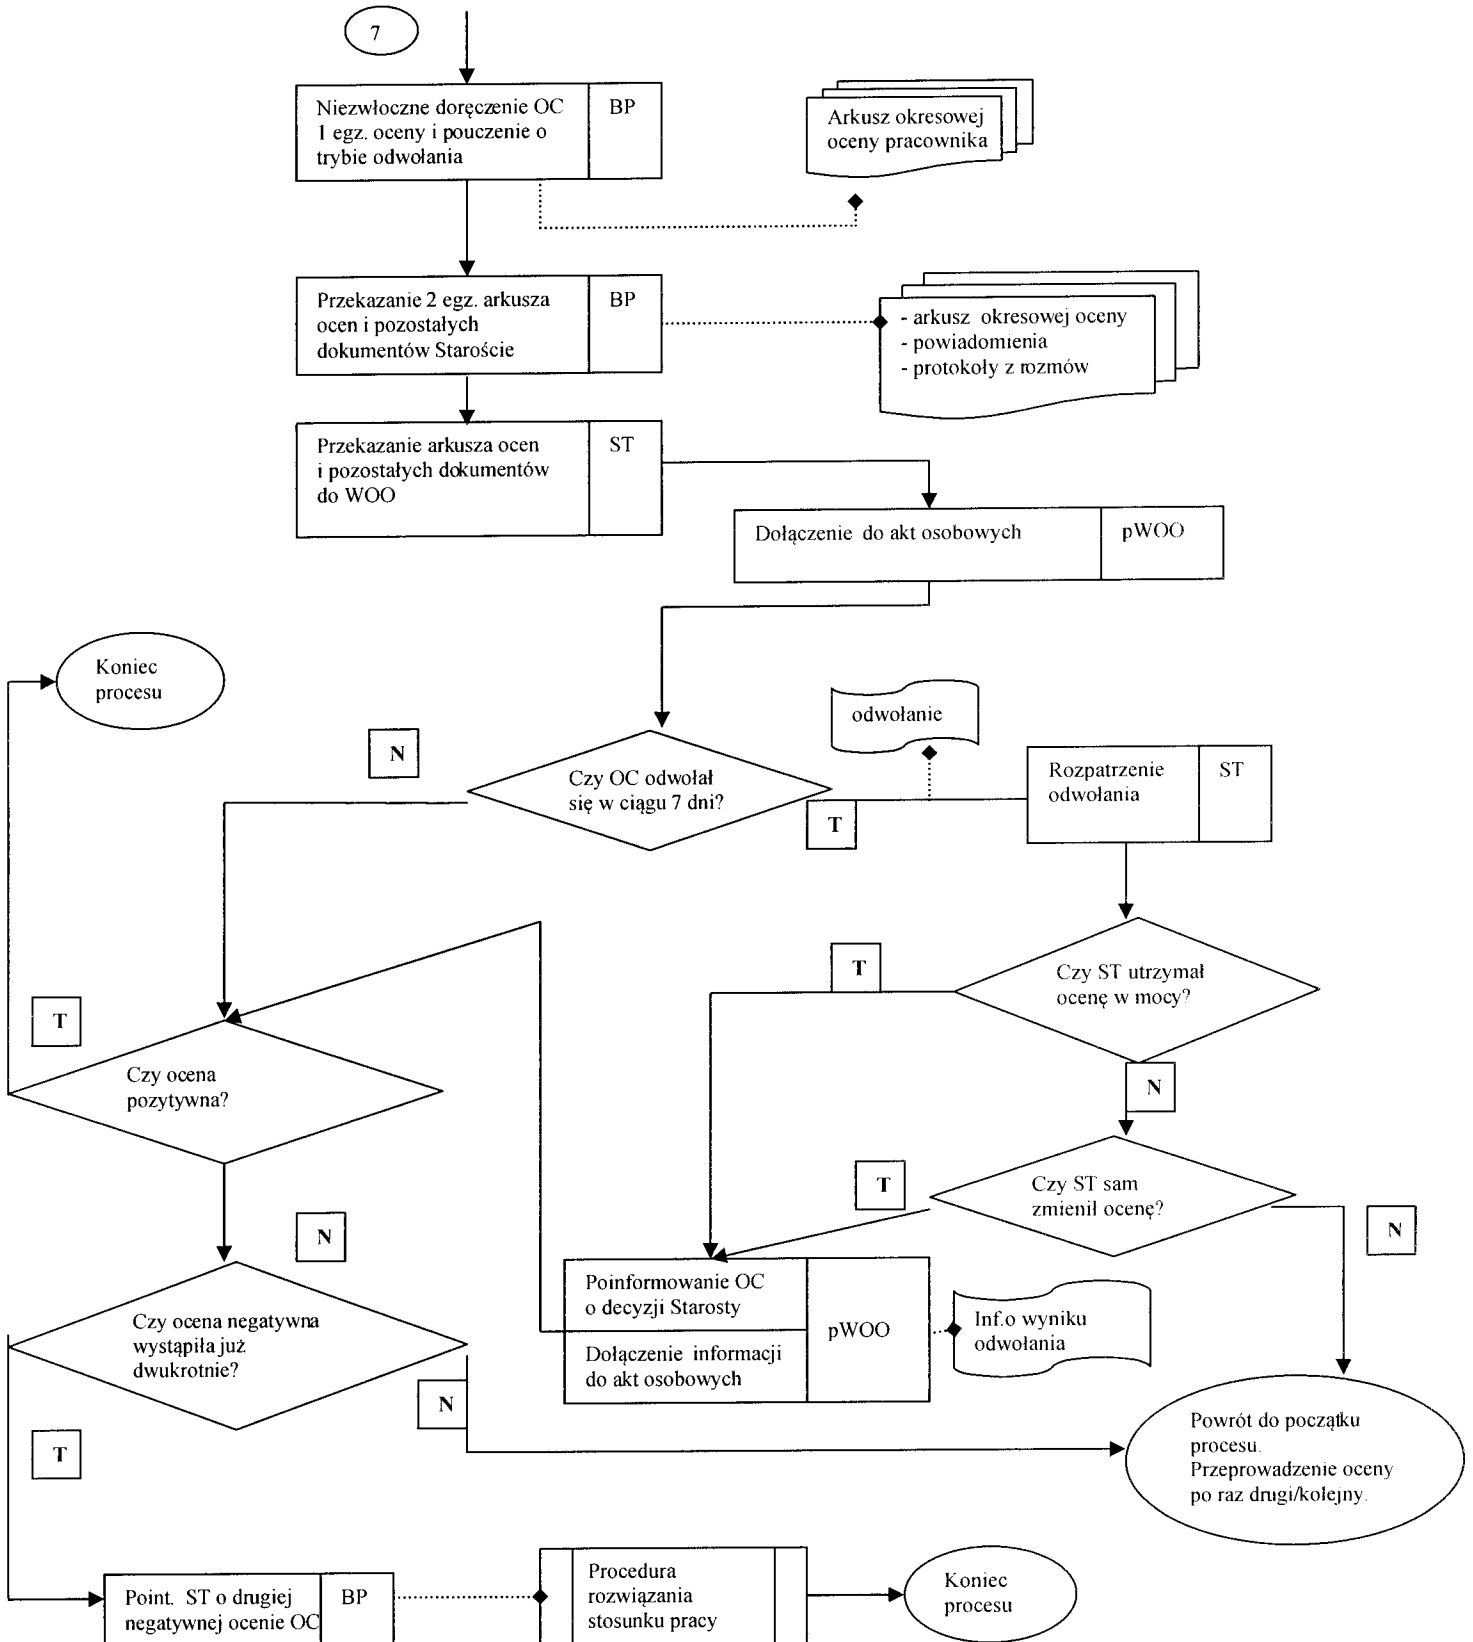 7
Niezwłoczne doręczenie OC
1 egz. oceny i pouczenie o
trybie odwołania
BP
Arkusz okresowej
oceny pracownika
Przekazanie 2 egz. arkusza
ocen i pozostałych
dokumentów Staroście
BP
- arkusz okresowej oceny
- powiadomienia
- protokoły z rozmów
Przekazanie arkusza ocen
i pozostałych dokumentów
do WOO
ST
Dołączenie do akt osobowych
pWOO
Koniec
procesu
odwołanie
N
Czy OC odwołał
się w ciągu 7 dni?
T
Rozpatrzenie
odwołania
ST
T
Czy ST utrzymał
ocenę w mocy?
T
Czy ocena
pozytywna?
N
Czy ST sam
zmienił ocenę?
T
N
N
Czy ocena negatywna
wystąpiła już
dwukrotnie?
Poinformowanie OC
o decyzji Starosty
Dołączenie informacji
do akt osobowych
pWOO
Inf.o wyniku
odwołania
N
T
Powrót do początku
procesu.
Przeprowadzenie oceny
po raz drugi/kolejny.
Point. ST o drugiej
negatywnej ocenie OC
BP
Procedura
rozwiązania
stosunku pracy
Koniec
procesu